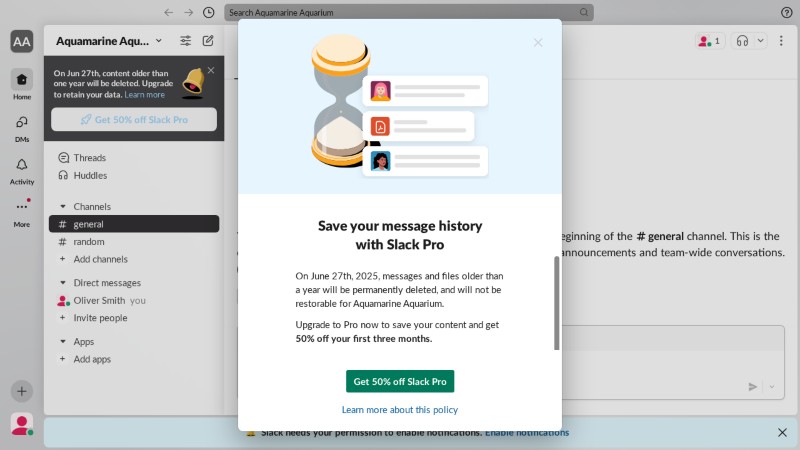 Search Aquamarine Aquarium
AA
Aquamarine Aqu...
1
On Jun 27th, content older than
one year will be deleted. Upgrade
to retain your data. Learn more
Get 50% off Slack Pro
Home
DMs
Activity
More
Threads
Huddles
Channels
# general
# random
+ Add channels
Direct messages
Oliver Smith you
+ Invite people
Apps
+ Add apps
Save your message history
with Slack Pro
On June 27th, 2025, messages and files older than
a year will be permanently deleted, and will not be
restorable for Aquamarine Aquarium.
Upgrade to Pro now to save your content and get
50% off your first three months.
Get 50% off Slack Pro
Learn more about this policy
eginning of the # general channel. This is the
announcements and team-wide conversations.
Slack needs your permission to enable notifications. Enable notifications